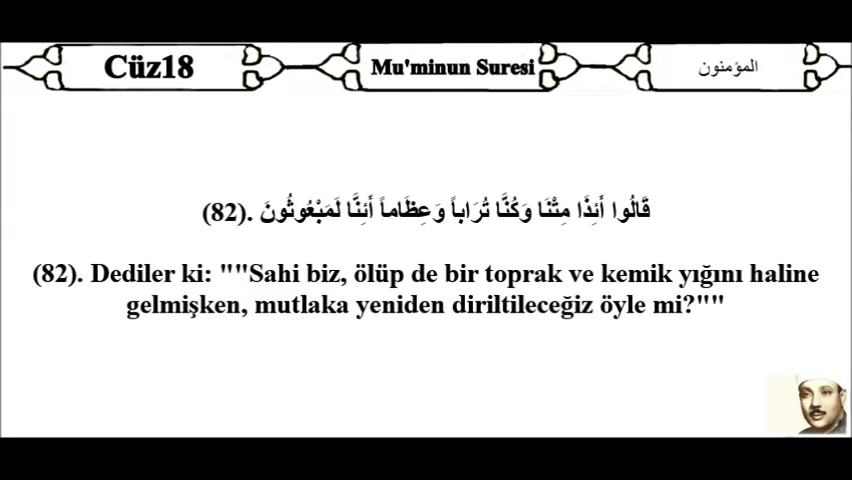 Cüz18
Mu'minun Suresi
المؤمنون
قَالُوا أَئِذَا مِتْنَا وَكُنَّا تُرَاباً وَعِظَاماً أَئِنَّا لَمَبْعُوثُونَ .(82)
(82). Dediler ki: ""Sahi biz, ölüp de bir toprak ve kemik yığını haline
gelmişken, mutlaka yeniden diriltileceğiz öyle mi?""